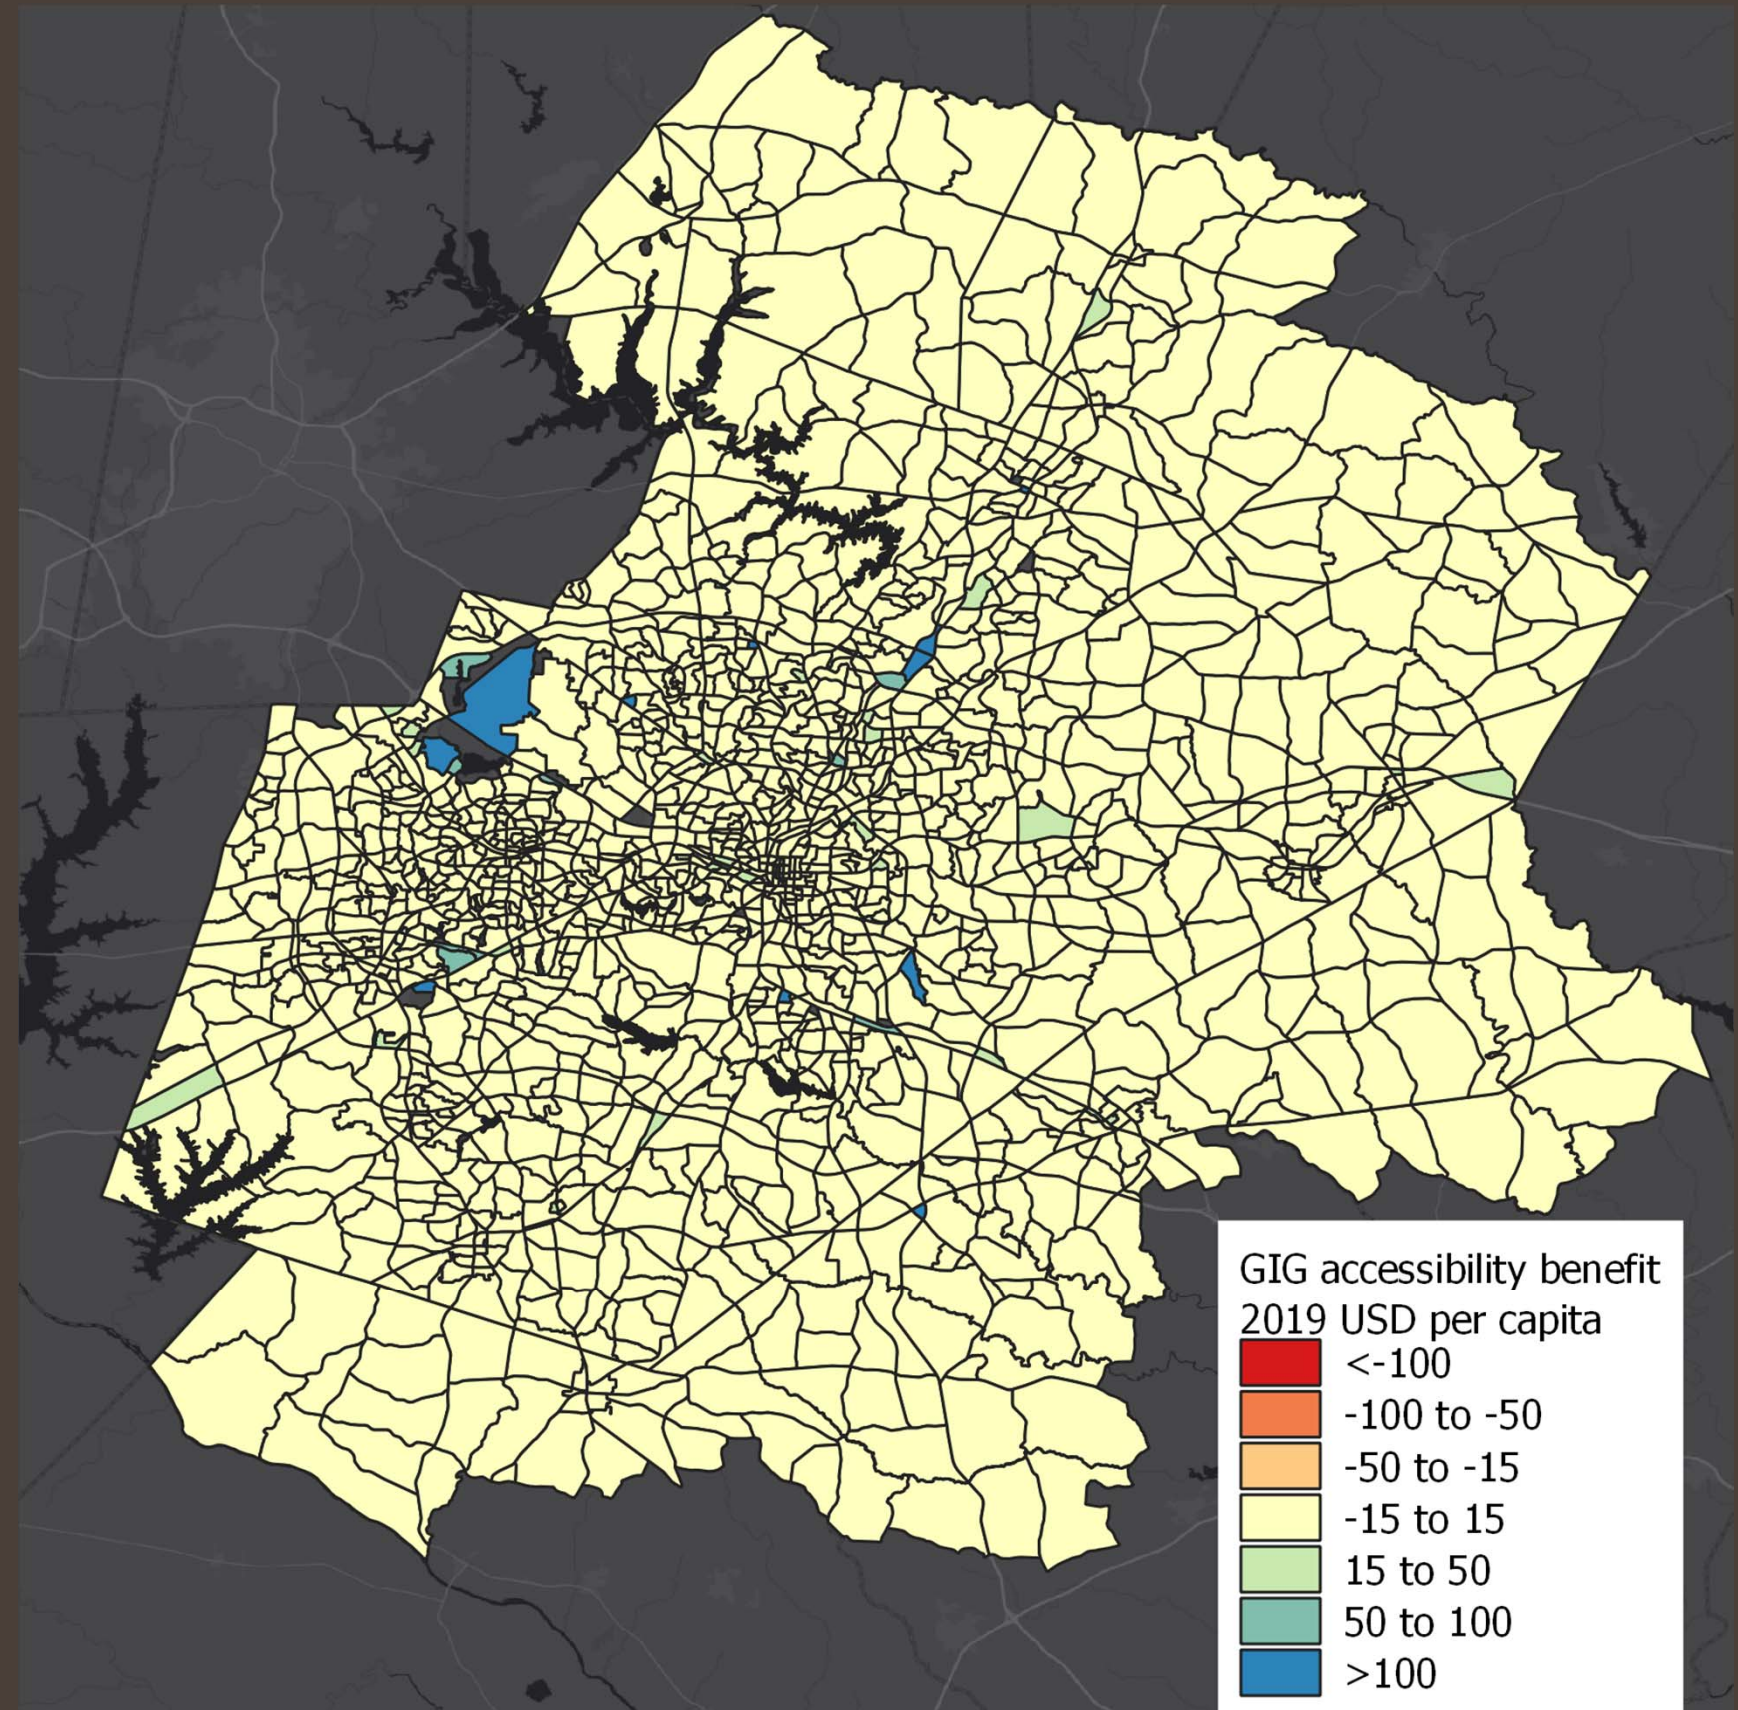 GIG accessibility benefit
2019 USD per capita
<-100
-100 to -50
-50 to -15
-15 to 15
15 to 50
50 to 100
>100